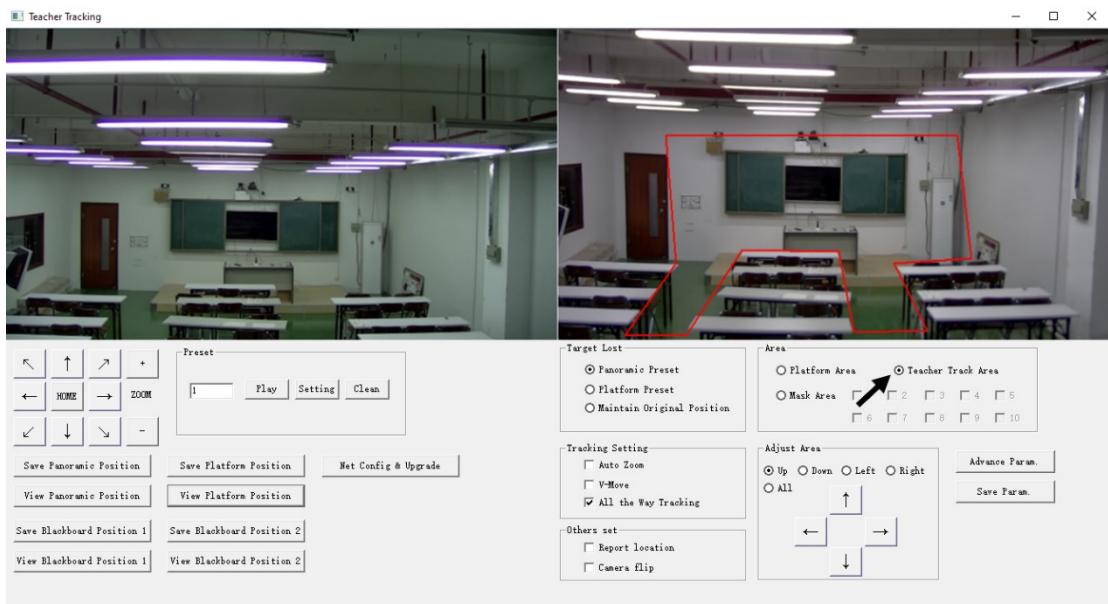 Teacher Tracking
Preset
+
HOME
ZOOM
-
1
Play Setting Clean
Save Panoramic Position Save Platform Position Net Config & Upgrade
View Panoramic Position View Platform Position
Save Blackboard Position 1 Save Blackboard Position 2
View Blackboard Position 1 View Blackboard Position 2
Target Lost
Panoramic Preset
Platform Preset
Maintain Original Position
Area
Platform Area Teacher Track Area
Mask Area 2 3 4 5
6 7 8 9 10
Tracking Setting
Auto Zoom
V-Move
All the Way Tracking
Others set
Report location
Camera flip
Adjust Area
Up Down Left Right
All
Advance Param.
Save Param.